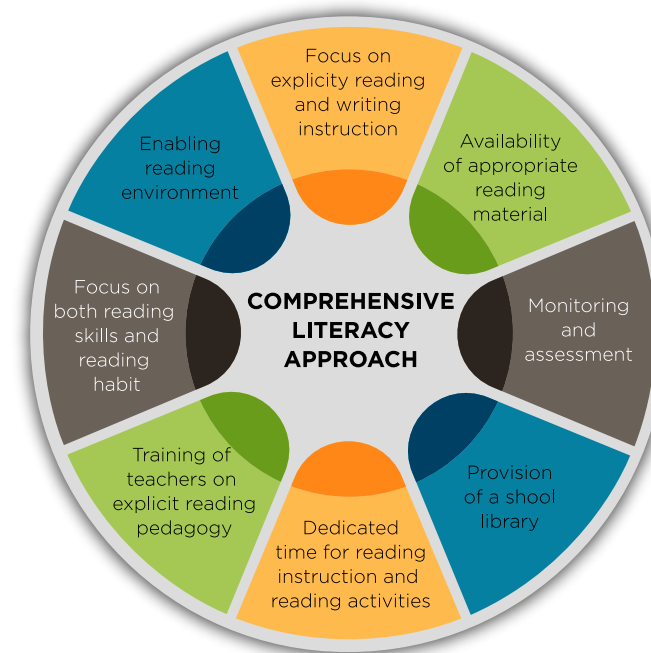 Focus on
explicity reading
and writing
instruction
Availability
of appropriate
reading
material
Monitoring
and
assessment
Provision
of a shool
library
Dedicated
time for reading
instruction and
reading activities
Training of
teachers on
explicit reading
pedagogy
Focus on
both reading
skills and
reading
habit
Enabling
reading
environment
COMPREHENSIVE
LITERACY
APPROACH